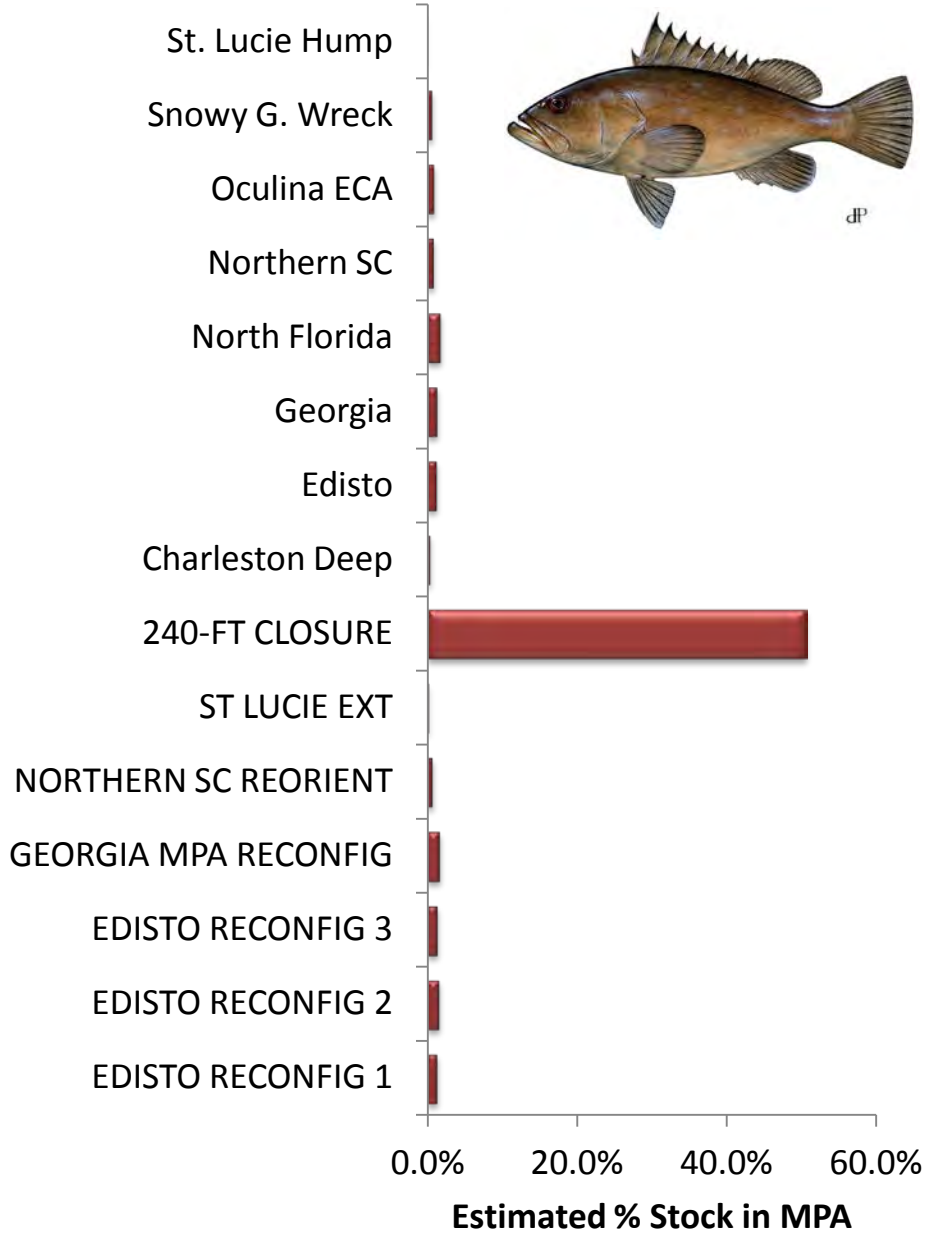 St. Lucie Hump
Snowy G. Wreck
Oculina ECA
Northern SC
North Florida
Georgia
Edisto
Charleston Deep
240-FT CLOSURE
ST LUCIE EXT
NORTHERN SC REORIENT
GEORGIA MPA RECONFIG
EDISTO RECONFIG 3
EDISTO RECONFIG 2
EDISTO RECONFIG 1
0.0% 20.0% 40.0% 60.0%
Estimated % Stock in MPA